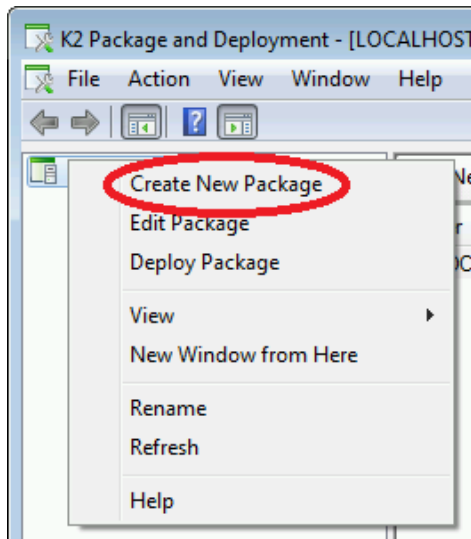 K2 Package and Deployment - [LOCALHOST
File Action View Window Help
Create New Package
Edit Package
Deploy Package
View
New Window from Here
Rename
Refresh
Help